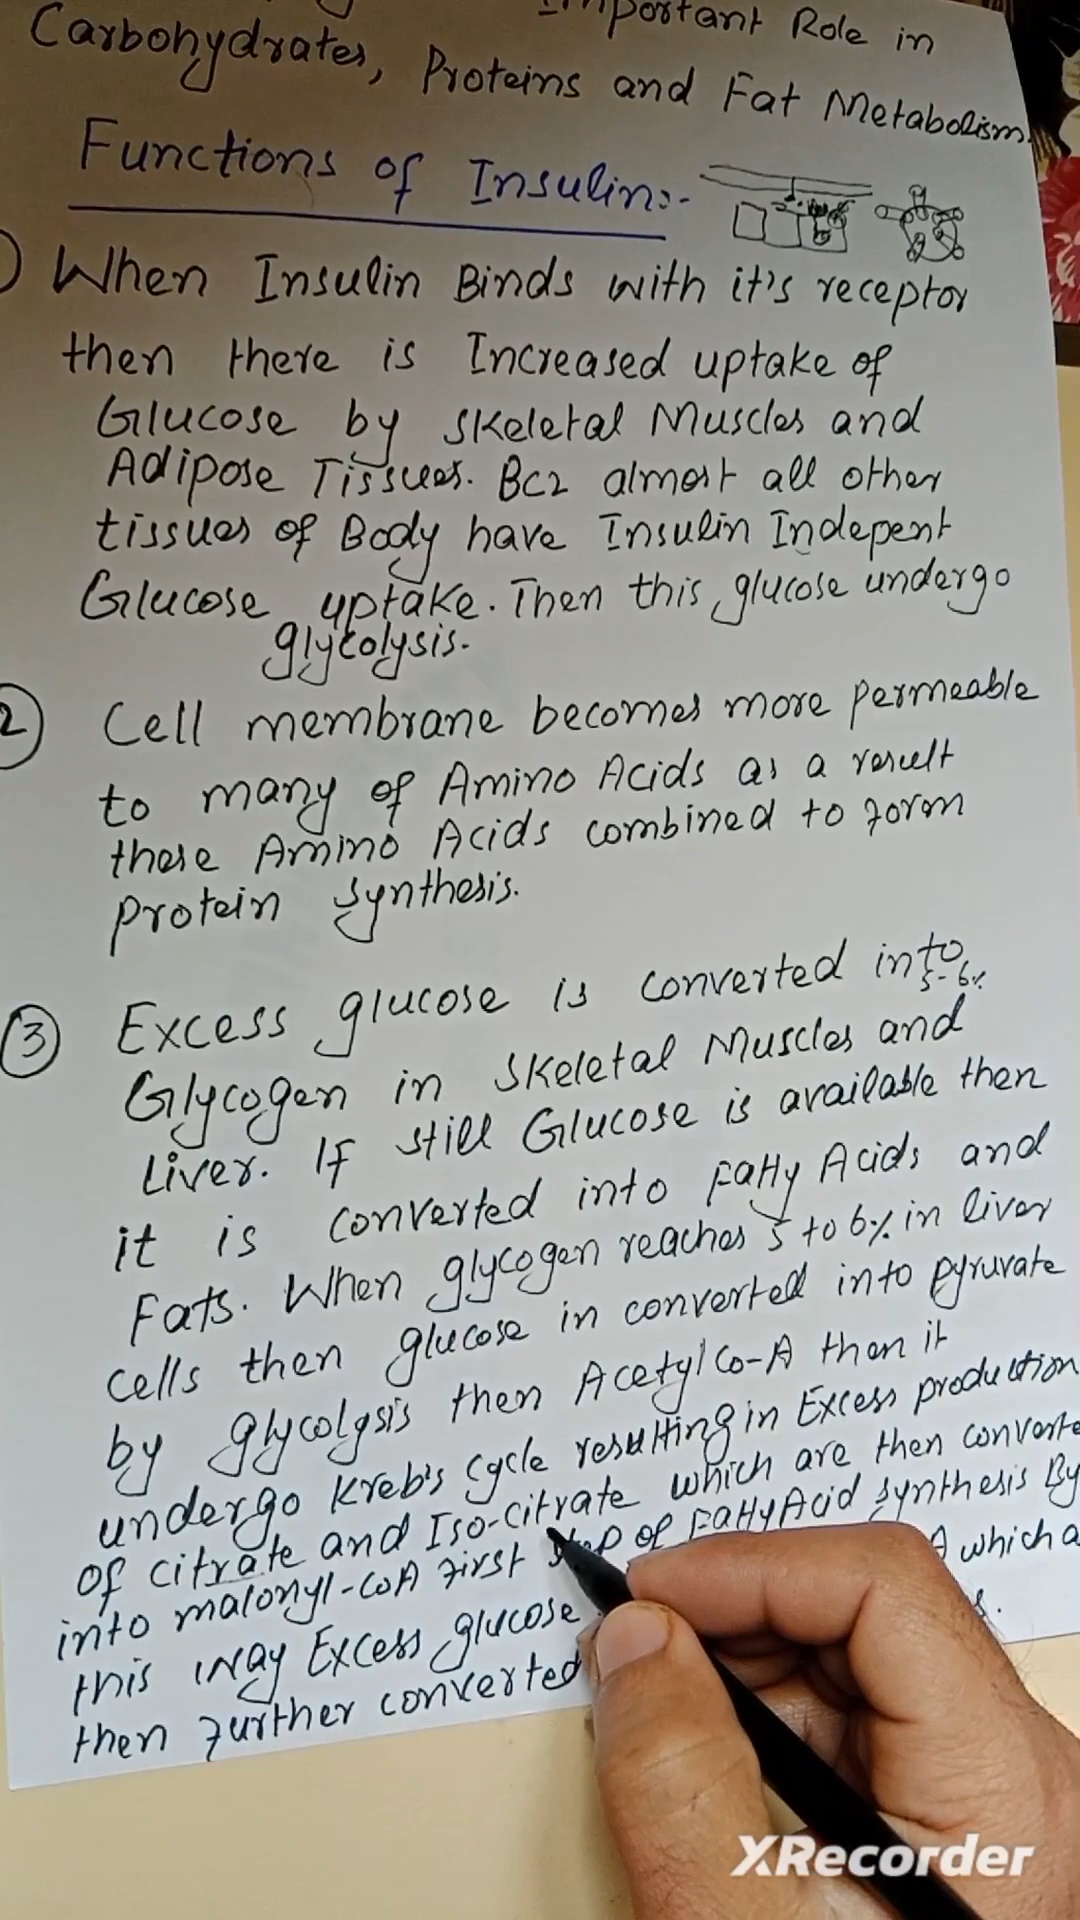 Important Role in
Carbohydrates, Proteins and Fat Metabolism.
Functions of Insulin:-
When Insulin Binds with it's receptor
then there is Increased uptake of
Glucose by Skeletal Muscles and
Adipose Tissues. Bcz almost all other
tissues of Body have Insulin Indepent
Glucose uptake. Then this glucose undergo
glycolysis.
2 Cell membrane becomes more permeable
to many of Amino Acids as a result
these Amino Acids combined to form
protein synthesis.
3 Excess glucose is converted into
5-6%
Glycogen in Skeletal Muscles and
Liver. If still Glucose is available then
it is converted into Fatty Acids and
Fats. When glycogen reaches 5 to 6% in liver
cells then glucose in converted into pyruvate
by glycolysis then Acetyl Co-A then it
undergo Kreb's cycle resulting in Excess production
of citrate and Iso-citrate which are then
into malonyl-CoA first of Fatty Acid synthesis By
this way Excess glucose which
then further converted
XRecorder